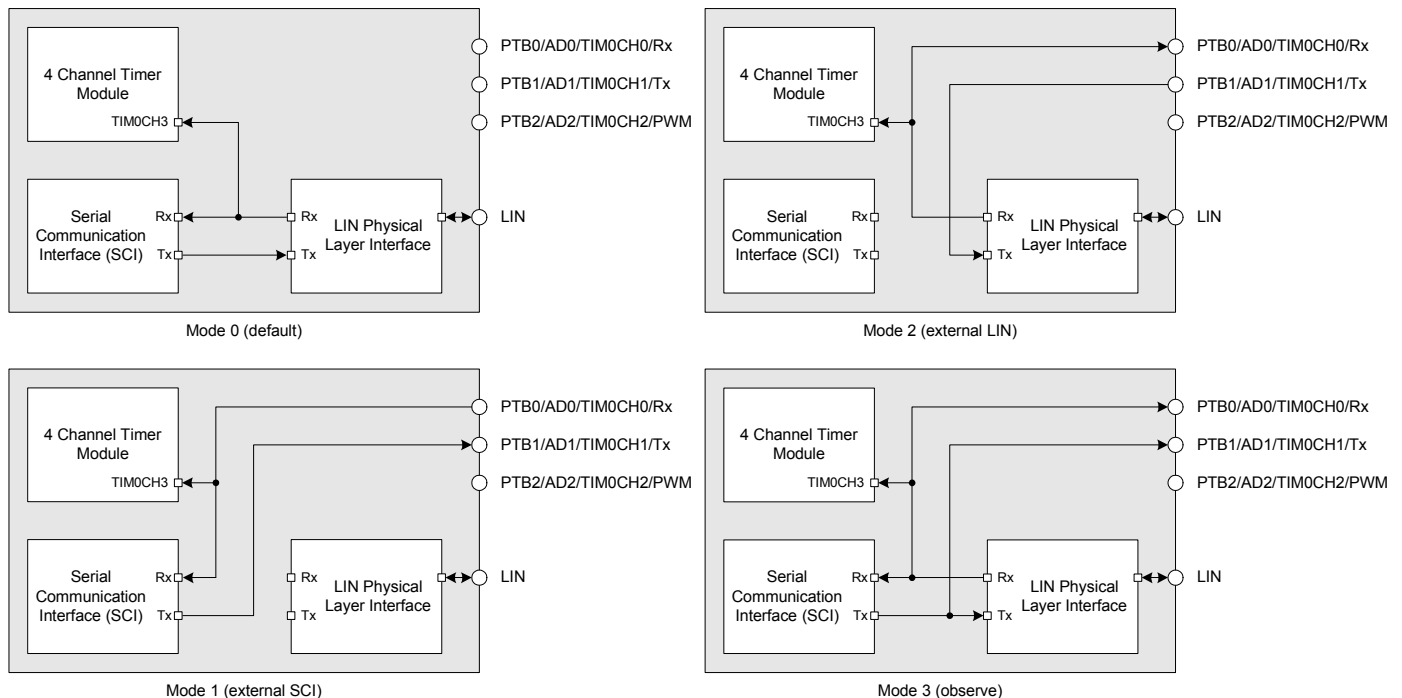 4 Channel Timer
Module
TIM0CH3
Serial
Communication
Interface (SCI)
Rx
Tx
Rx
Tx
LIN Physical
Layer Interface
PTB0/AD0/TIM0CH0/Rx
PTB1/AD1/TIM0CH1/Tx
PTB2/AD2/TIM0CH2/PWM
LIN
Mode 0 (default)
4 Channel Timer
Module
TIM0CH3
Serial
Communication
Interface (SCI)
Rx
Tx
Rx
Tx
LIN Physical
Layer Interface
PTB0/AD0/TIM0CH0/Rx
PTB1/AD1/TIM0CH1/Tx
PTB2/AD2/TIM0CH2/PWM
LIN
Mode 2 (external LIN)
4 Channel Timer
Module
TIM0CH3
Serial
Communication
Interface (SCI)
Rx
Tx
Rx
Tx
LIN Physical
Layer Interface
PTB0/AD0/TIM0CH0/Rx
PTB1/AD1/TIM0CH1/Tx
PTB2/AD2/TIM0CH2/PWM
LIN
Mode 1 (external SCI)
4 Channel Timer
Module
TIM0CH3
Serial
Communication
Interface (SCI)
Rx
Tx
Rx
Tx
LIN Physical
Layer Interface
PTB0/AD0/TIM0CH0/Rx
PTB1/AD1/TIM0CH1/Tx
PTB2/AD2/TIM0CH2/PWM
LIN
Mode 3 (observe)